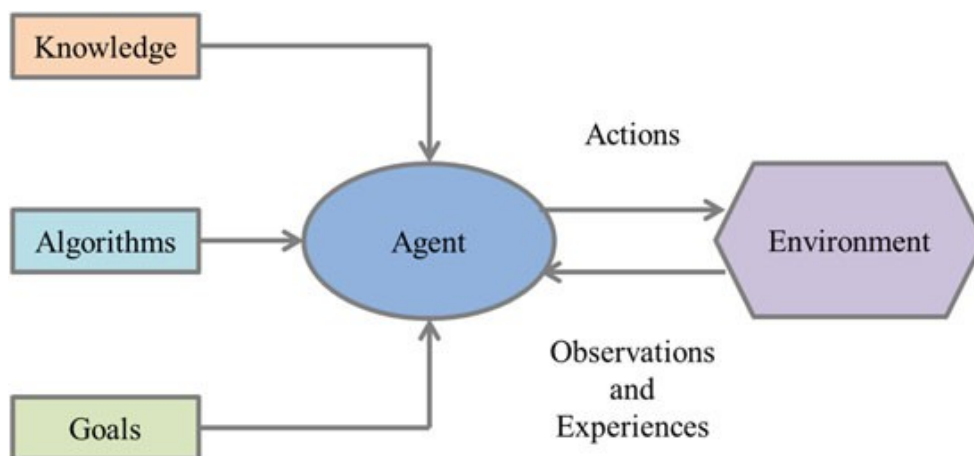 Knowledge
Actions
Algorithms
Agent
Environment
Observations
and
Experiences
Goals